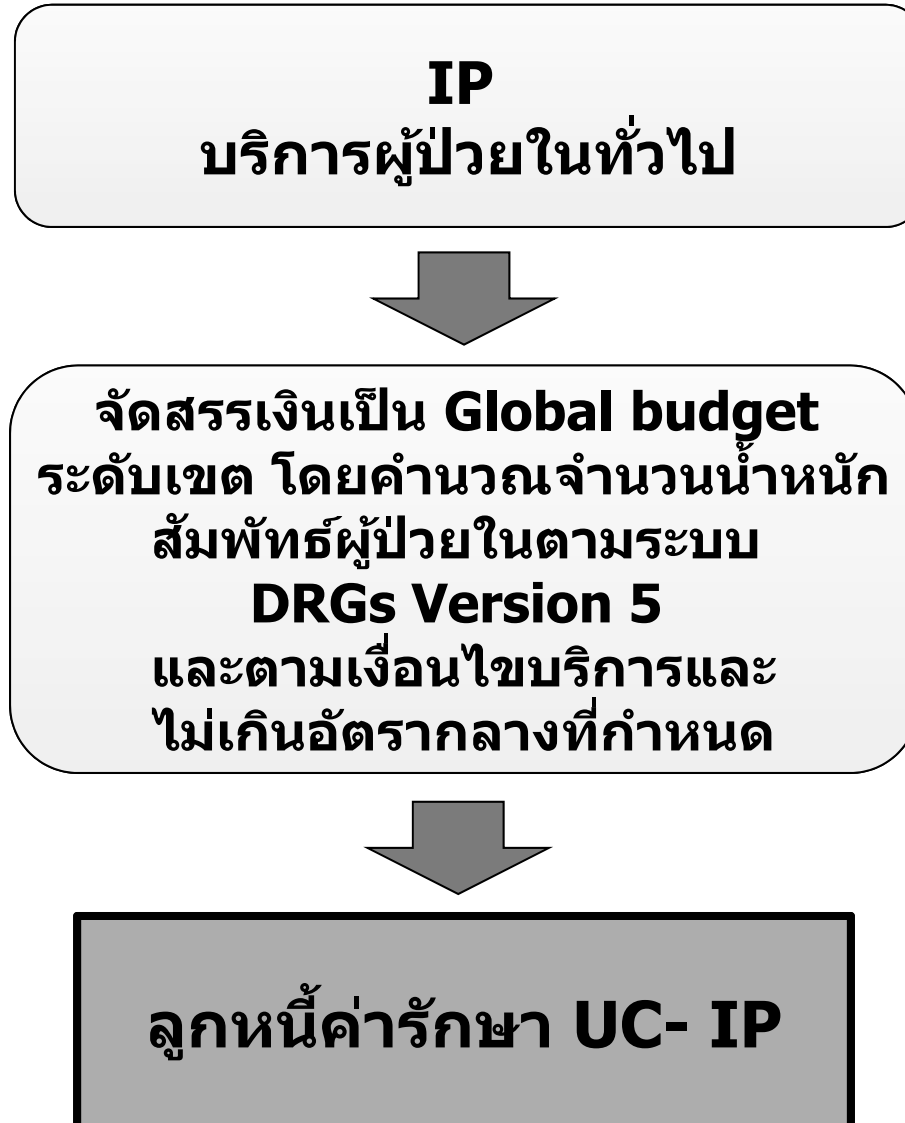 IP
บริการผู้ป่วยในทั่วไป
จัดสรรเงินเป็น Global budget
ระดับเขต โดยคำนวณจำนวนน้ำหนัก
สัมพัทธ์ผู้ป่วยในตามระบบ
DRGs Version 5
และตามเงื่อนไขบริการและ
ไม่เกินอัตรากลางที่กำหนด
ลูกหนี้ค่ารักษา UC- IP